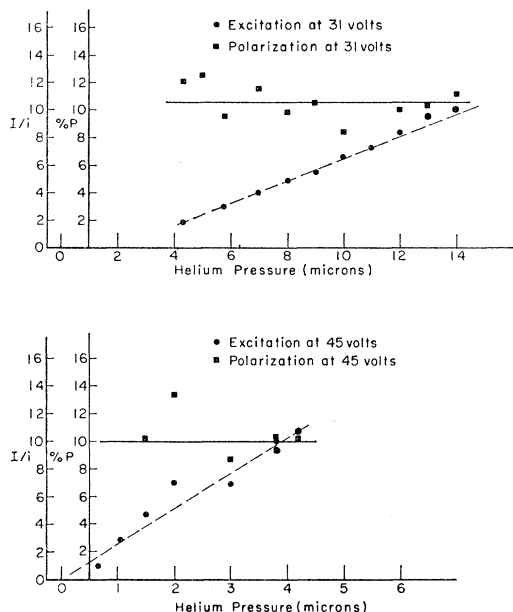 Excitation at 31 volts
Polarization at 31 volts
16 16
14 14
12 12
10 10
I/i %P
8 8
6 6
4 4
2 2
0
0 2 4 6 8 10 12 14
Helium Pressure (microns)
Excitation at 45 volts
Polarization at 45 volts
16 16
14 14
12 12
10 10
I/i %P
8 8
6 6
4 4
2 2
0
0 1 2 3 4 5 6
Helium Pressure (microns)